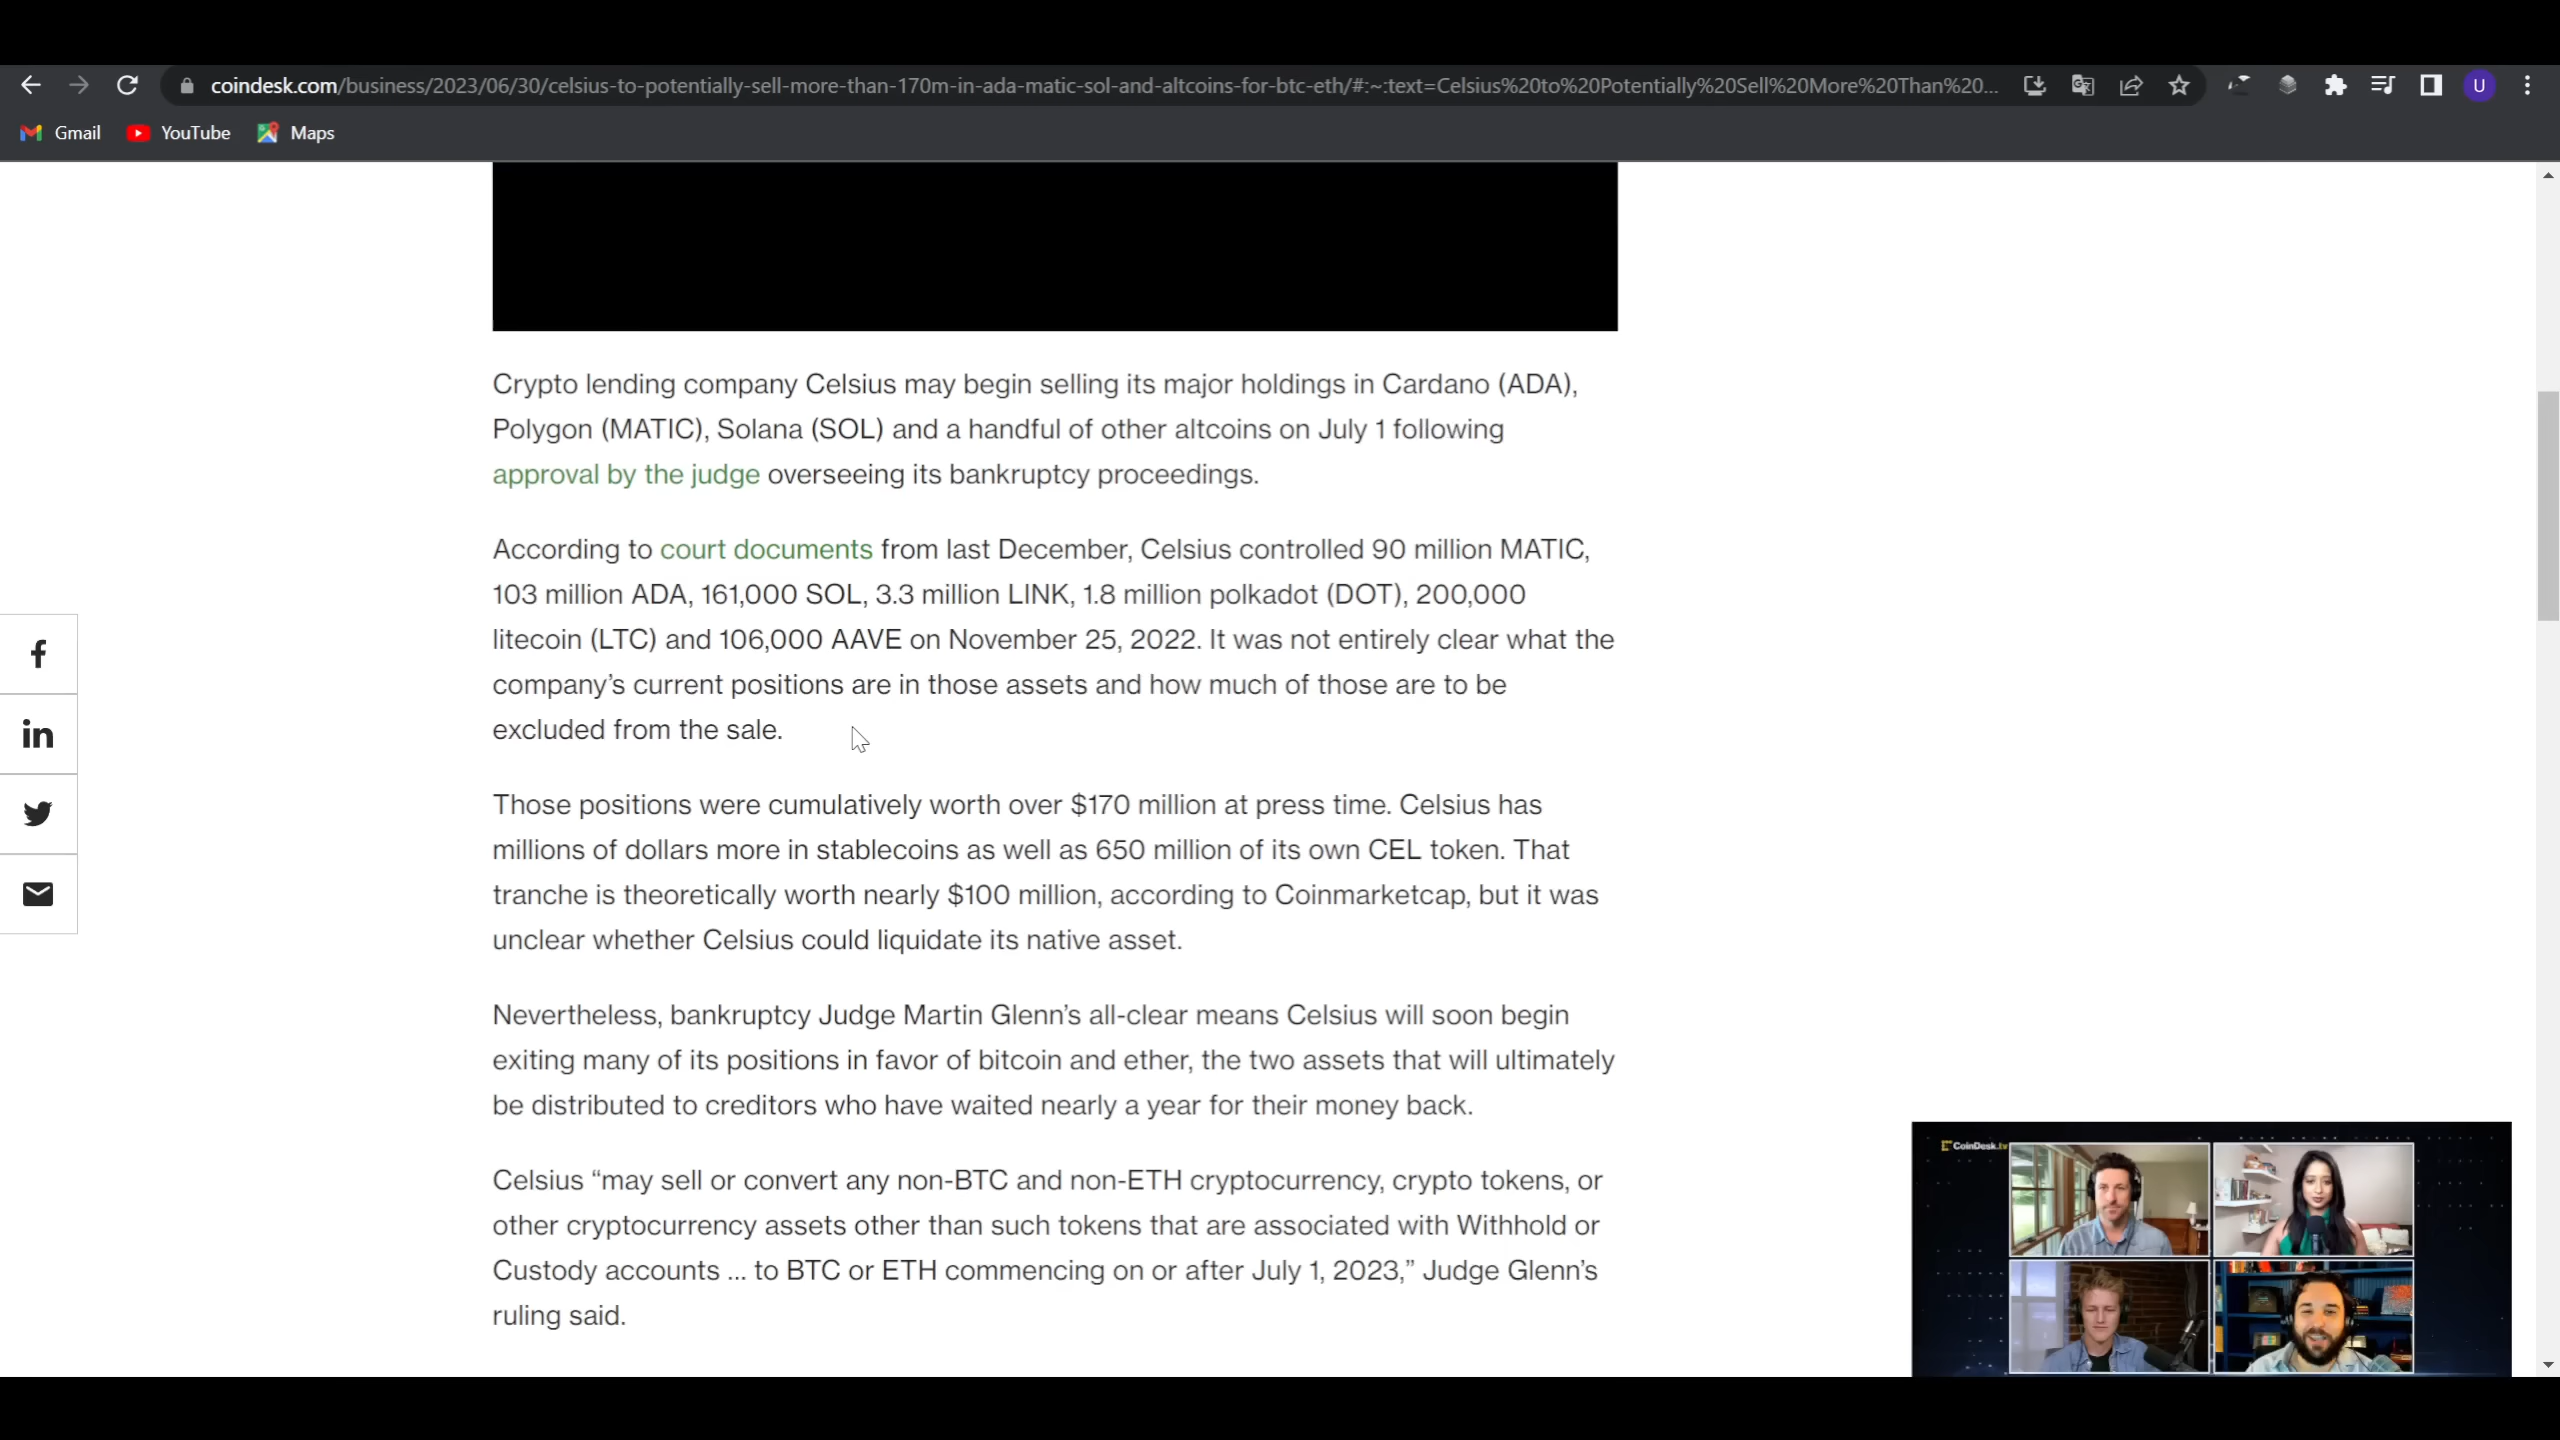 coindesk.com/business/2023/06/30/celsius-to-potentially-sell-more-than-170m-in-ada-matic-sol-and-altcoins-for-btc-eth/#:~:text=Celsius%20to%20Potentially%20Sell%20More%20Than%20...
U
Gmail YouTube Maps
Crypto lending company Celsius may begin selling its major holdings in Cardano (ADA),
Polygon (MATIC), Solana (SOL) and a handful of other altcoins on July 1 following
approval by the judge overseeing its bankruptcy proceedings.
According to court documents from last December, Celsius controlled 90 million MATIC,
103 million ADA, 161,000 SOL, 3.3 million LINK, 1.8 million polkadot (DOT), 200,000
litecoin (LTC) and 106,000 AAVE on November 25, 2022. It was not entirely clear what the
company’s current positions are in those assets and how much of those are to be
excluded from the sale.
Those positions were cumulatively worth over $170 million at press time. Celsius has
millions of dollars more in stablecoins as well as 650 million of its own CEL token. That
tranche is theoretically worth nearly $100 million, according to Coinmarketcap, but it was
unclear whether Celsius could liquidate its native asset.
Nevertheless, bankruptcy Judge Martin Glenn’s all-clear means Celsius will soon begin
exiting many of its positions in favor of bitcoin and ether, the two assets that will ultimately
be distributed to creditors who have waited nearly a year for their money back.
Celsius “may sell or convert any non-BTC and non-ETH cryptocurrency, crypto tokens, or
other cryptocurrency assets other than such tokens that are associated with Withhold or
Custody accounts ... to BTC or ETH commencing on or after July 1, 2023,” Judge Glenn’s
ruling said.
CoinDesk.tv